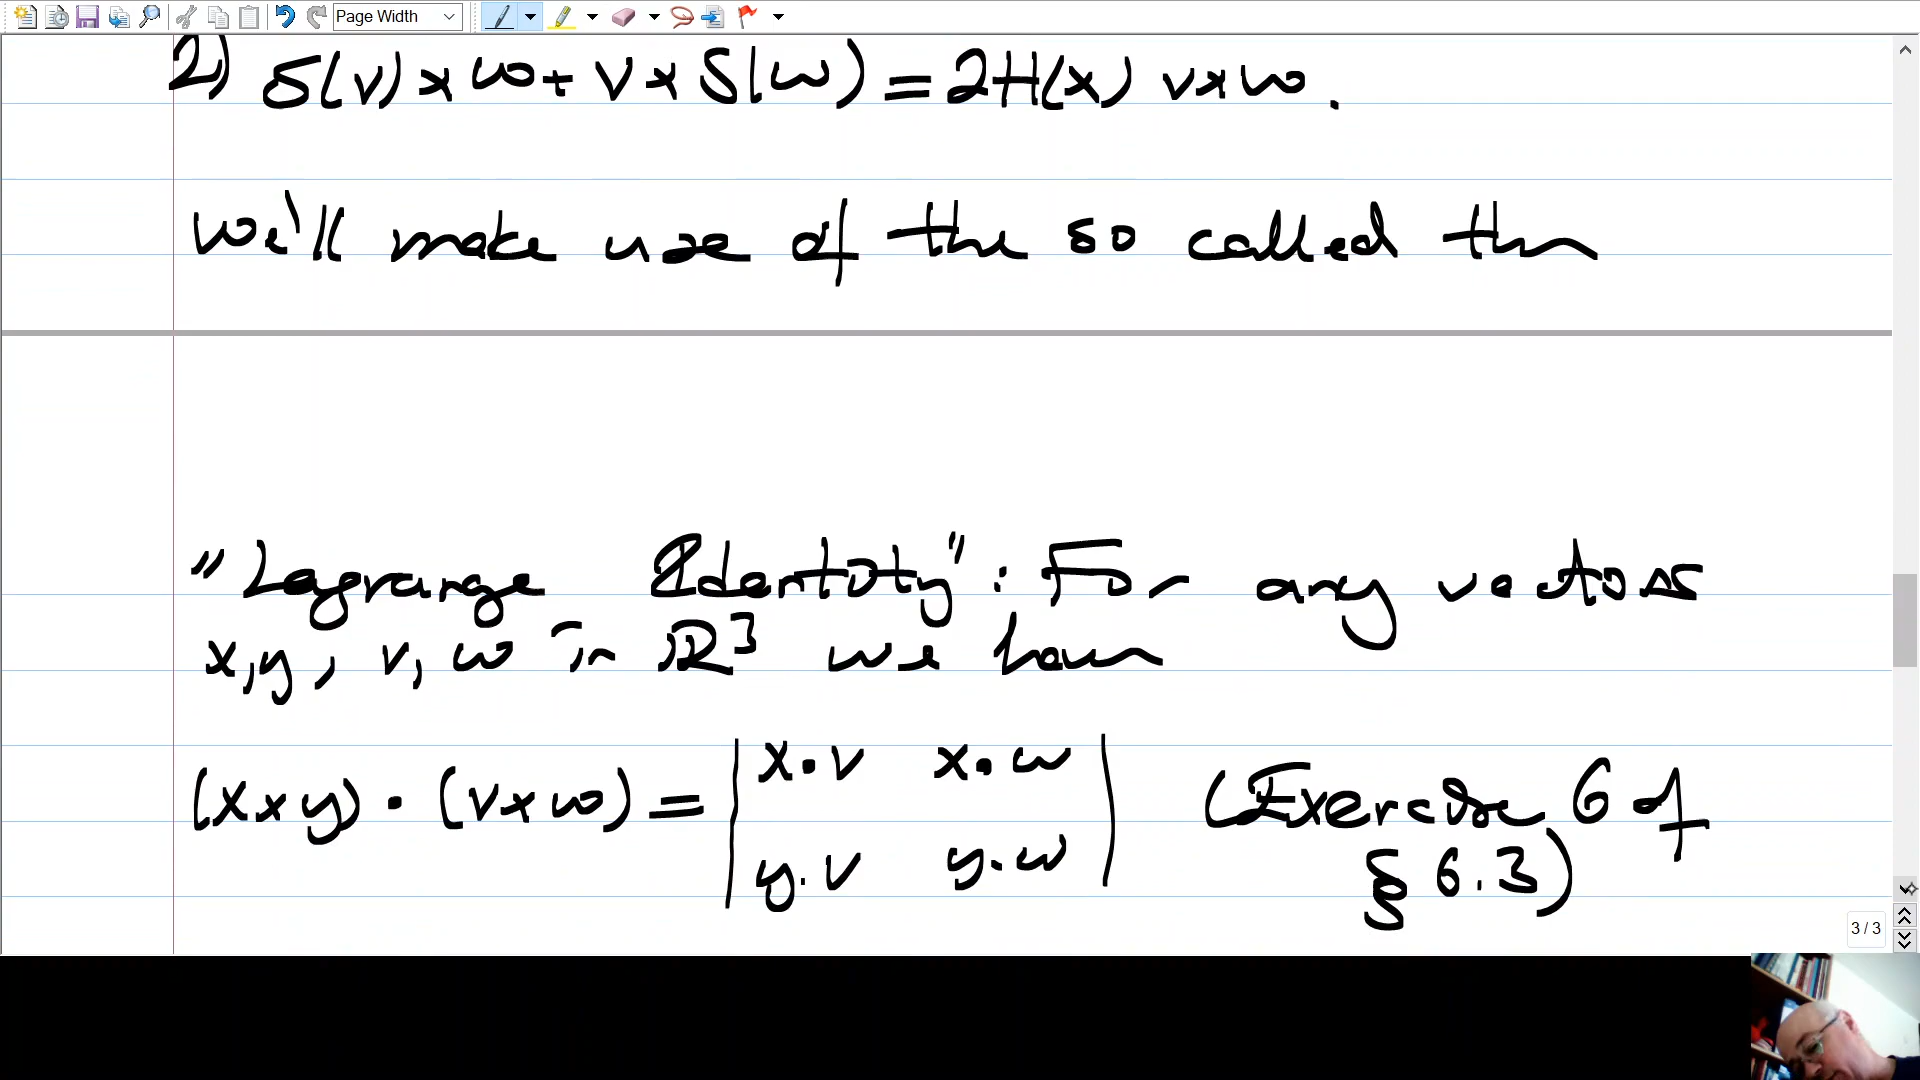 Page Width
2) S(v) × w + v × S(w) = 2H(x) v × w.
We'll make use of the so called the
"Lagrange Identity": For any vectors
x, y, v, w in ℝ³ we have
(x × y) • (v × w) = | x • v x • w |
| y . v y . w |
(Exercise 6 of
§ 6.3)
3 / 3